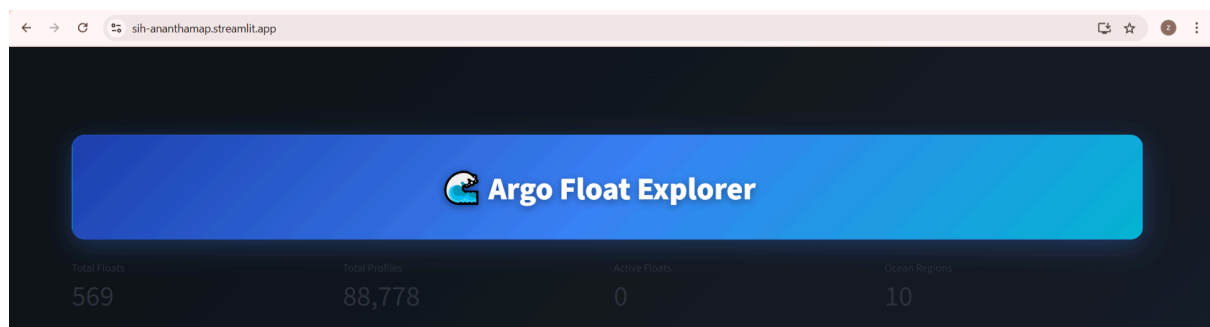 sih-ananthamap.streamlit.app
z
Argo Float Explorer
Total Floats
Total Profiles
Active Floats
Ocean Regions
569
88,778
0
10